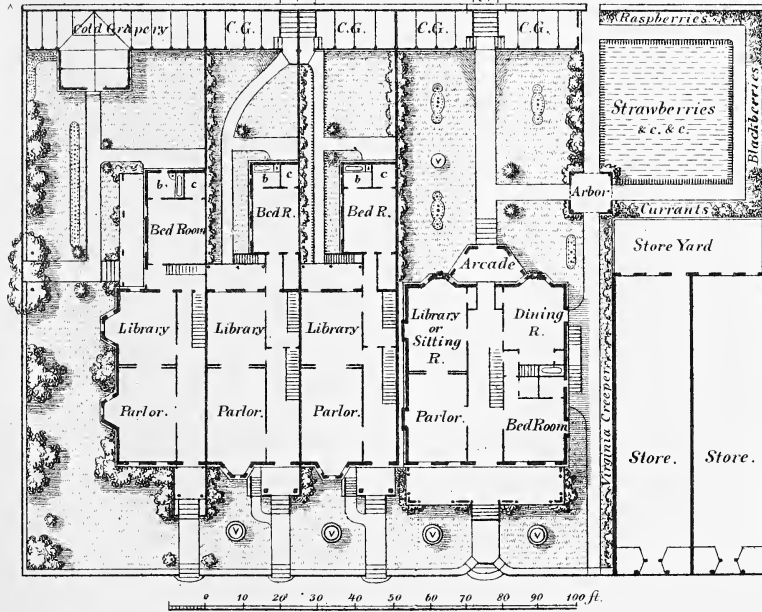 Cold Grapery C.G. C.G. C.G. C.G.
Raspberries
Strawberries
& c. & c.
Blackberries
Currants
Arbor
b c
b c
b c
Bed Room
Bed R.
Bed R.
Arcade
Store Yard
Library
Library
Library
Library
or
Sitting
R.
Dining
R.
Parlor.
Parlor.
Parlor.
Parlor.
Bed Room
Virginia Creeper
Store.
Store.
V
V
V
V
V
0 10 20 30 40 50 60 70 80 90 100 ft.